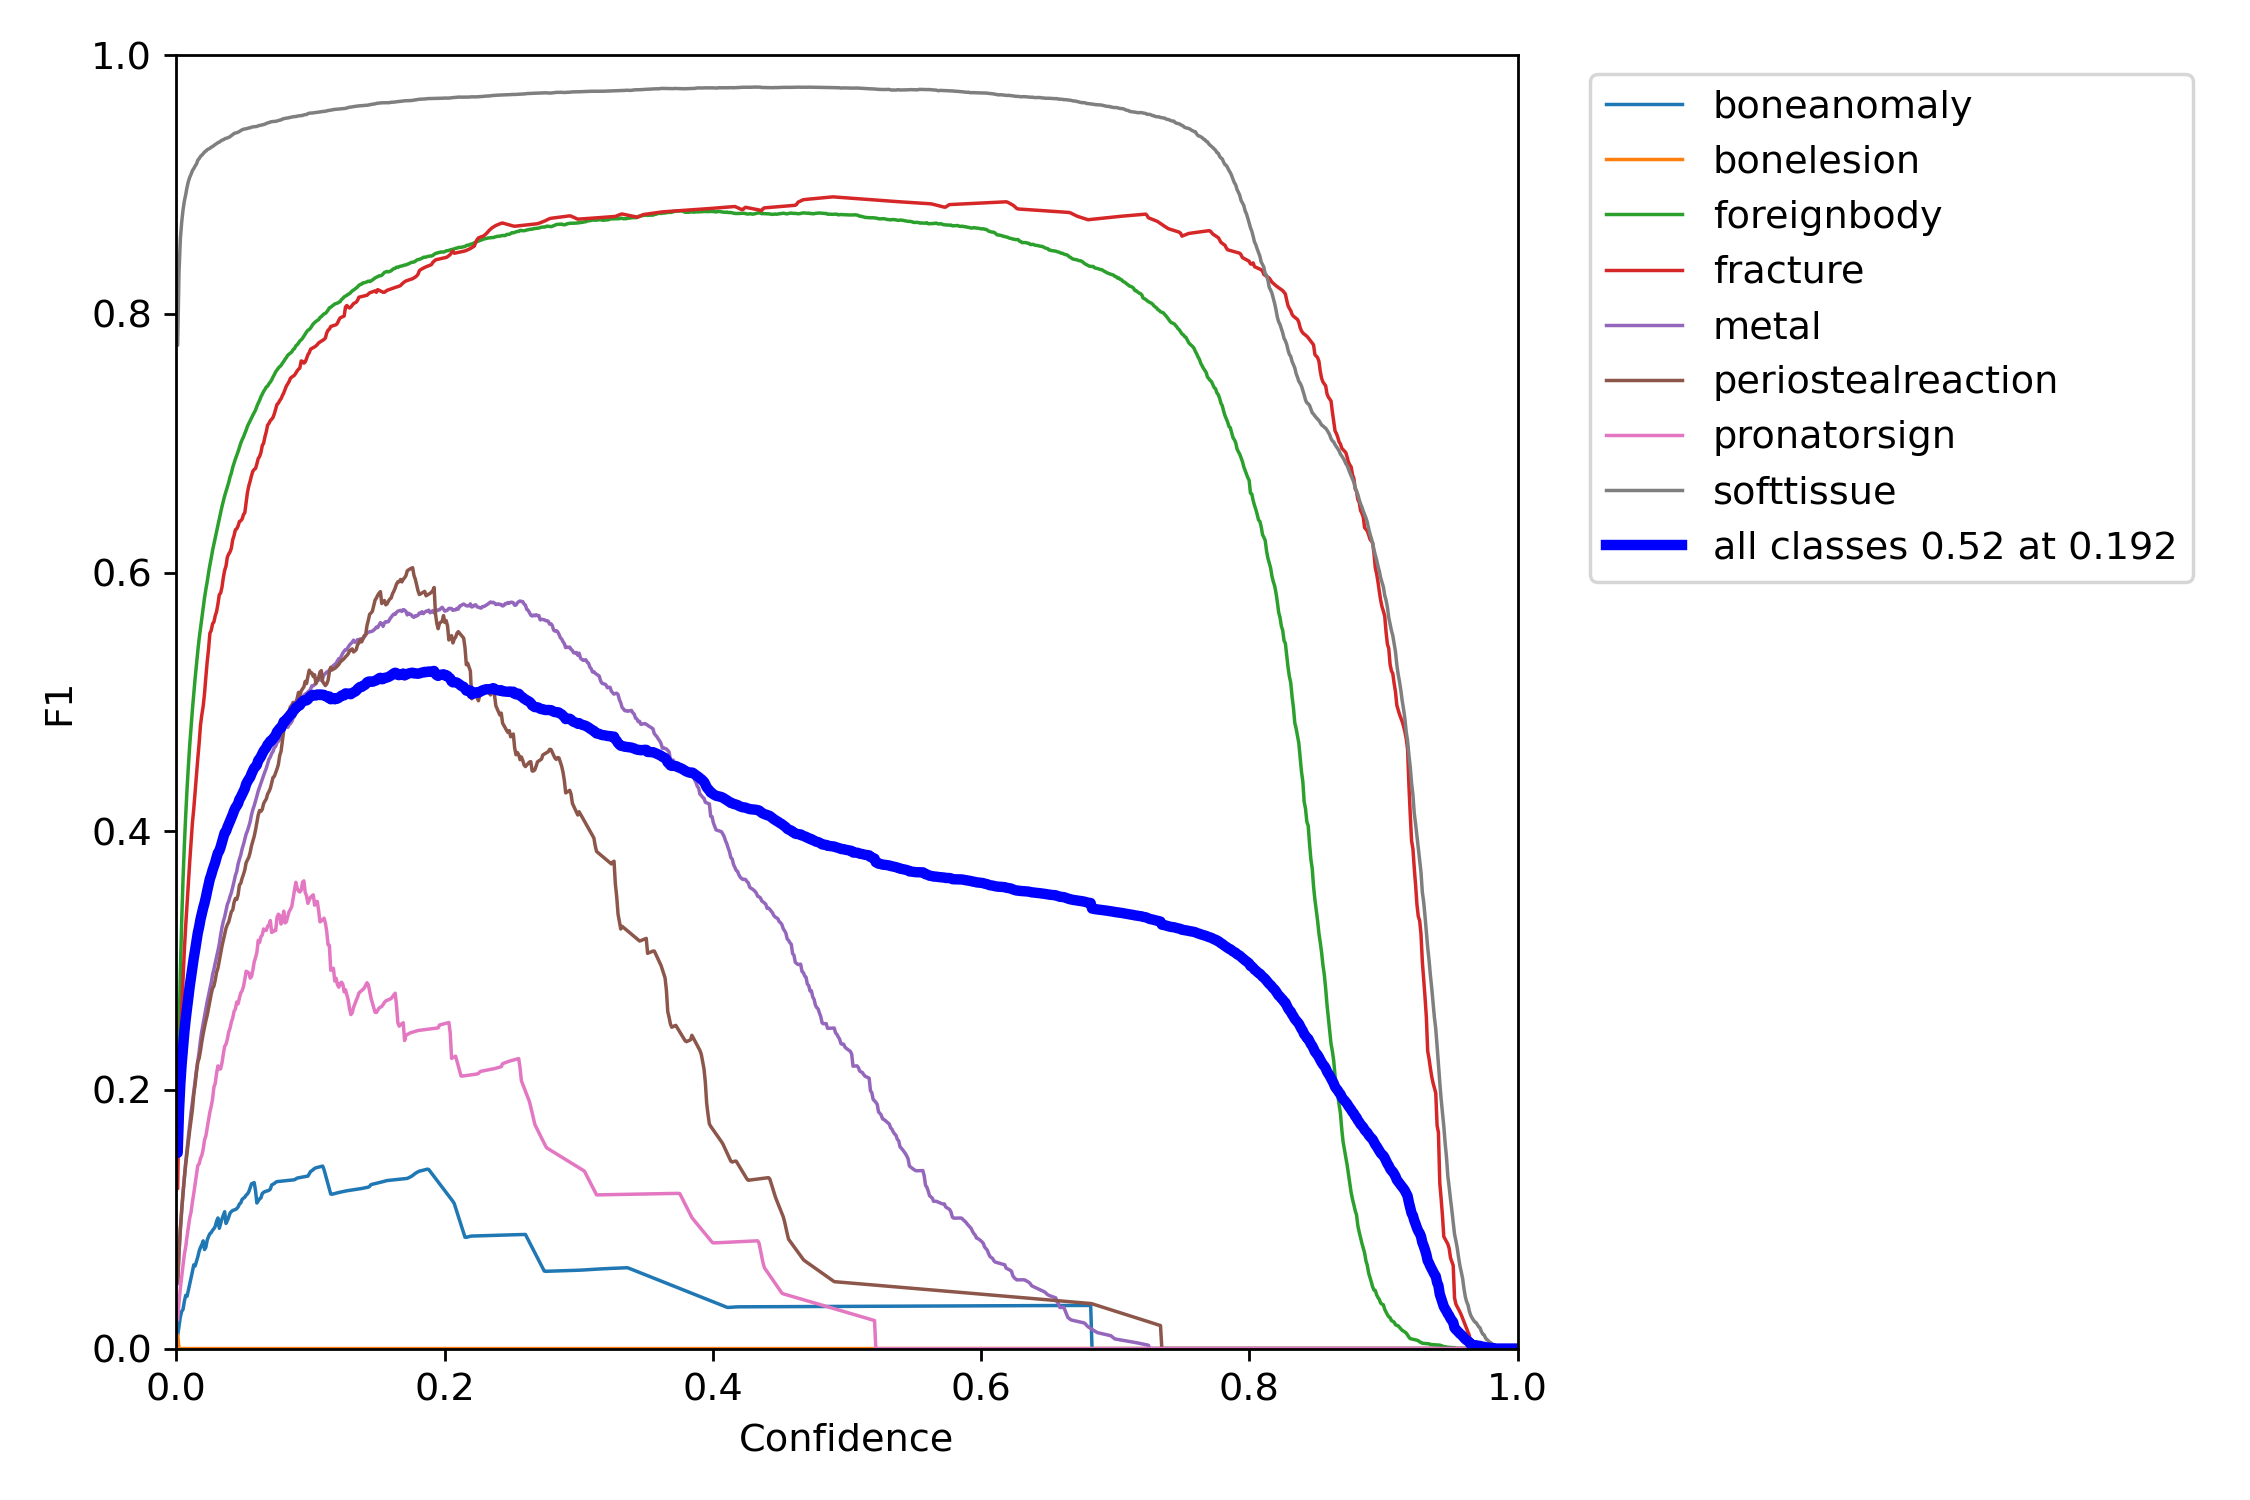 1.0
0.8
0.6
0.4
0.2
0.0
F1
0.0 0.2 0.4 0.6 0.8 1.0
Confidence
boneanomaly
bonelesion
foreignbody
fracture
metal
periostealreaction
pronatorsign
softtissue
all classes 0.52 at 0.192